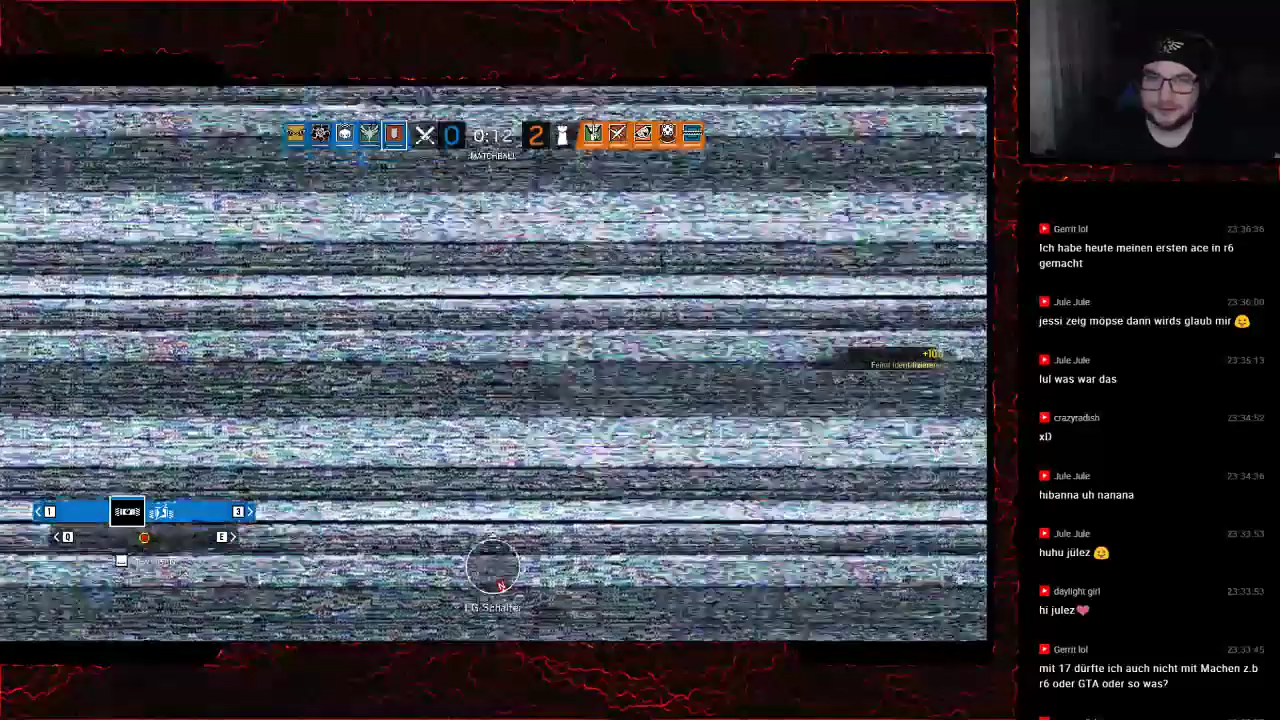 0 0:12 2
MATCHBALL
+100
Feind identifizieren
1 3
Q E
N
EG Schäfer
Gerrit lol 23:36:36
Ich habe heute meinen ersten ace in r6
gemacht
Jule Jule 23:36:00
jessi zeig möpse dann wirds glaub mir 🤗
Jule Jule 23:35:13
lul was war das
crazyradish 23:34:52
xD
Jule Jule 23:34:36
hibanna uh nanana
Jule Jule 23:33:53
huhu jülez 🤗
daylight girl 23:33:53
hi julez💓
Gerrit lol 23:33:45
mit 17 dürfte ich auch nicht mit Machen z.b
r6 oder GTA oder so was?